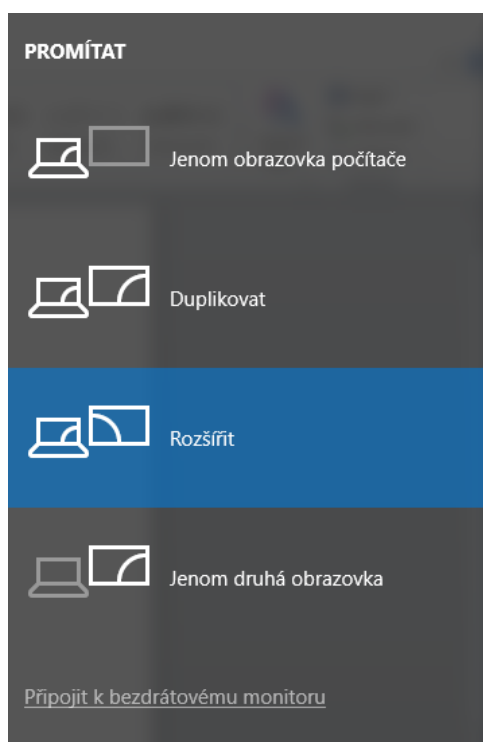 PROMÍTAT
Jenom obrazovka počítače
Duplikovat
Rozšířit
Jenom druhá obrazovka
Připojit k bezdrátovému monitoru